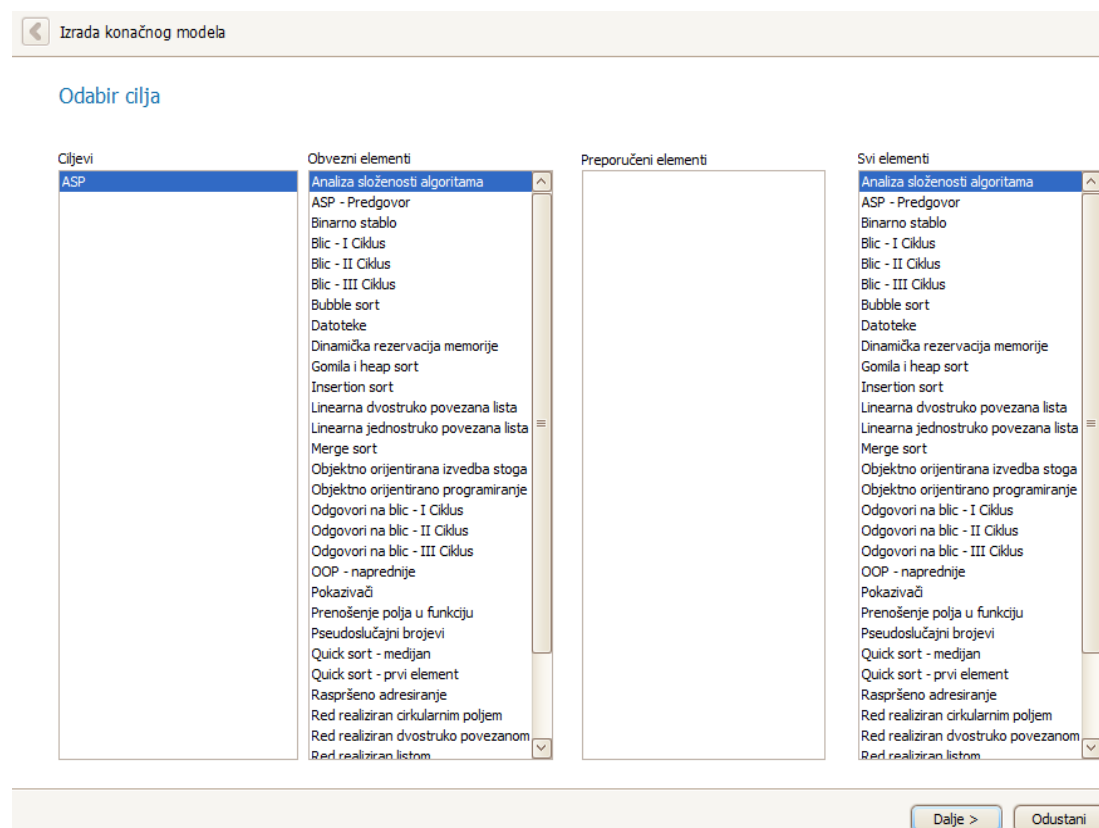 Izrada konačnog modela
Odabir cilja
Ciljevi
ASP
Obvezni elementi
Analiza složenosti algoritama
ASP - Predgovor
Binarno stablo
Blic - I Ciklus
Blic - II Ciklus
Blic - III Ciklus
Bubble sort
Datoteke
Dinamička rezervacija memorije
Gomila i heap sort
Insertion sort
Linearna dvostruko povezana lista
Linearna jednostruko povezana lista
Merge sort
Objektno orijentirana izvedba stoga
Objektno orijentirano programiranje
Odgovori na blic - I Ciklus
Odgovori na blic - II Ciklus
Odgovori na blic - III Ciklus
OOP - naprednije
Pokazivači
Prenošenje polja u funkciju
Pseudoslučajni brojevi
Quick sort - medijan
Quick sort - prvi element
Raspršeno adresiranje
Red realiziran cirkularnim poljem
Red realiziran dvostruko povezanom
Red realiziran listom
Preporučeni elementi
Svi elementi
Analiza složenosti algoritama
ASP - Predgovor
Binarno stablo
Blic - I Ciklus
Blic - II Ciklus
Blic - III Ciklus
Bubble sort
Datoteke
Dinamička rezervacija memorije
Gomila i heap sort
Insertion sort
Linearna dvostruko povezana lista
Linearna jednostruko povezana lista
Merge sort
Objektno orijentirana izvedba stoga
Objektno orijentirano programiranje
Odgovori na blic - I Ciklus
Odgovori na blic - II Ciklus
Odgovori na blic - III Ciklus
OOP - naprednije
Pokazivači
Prenošenje polja u funkciju
Pseudoslučajni brojevi
Quick sort - medijan
Quick sort - prvi element
Raspršeno adresiranje
Red realiziran cirkularnim poljem
Red realiziran dvostruko povezanom
Red realiziran listom
Dalje >
Odustani